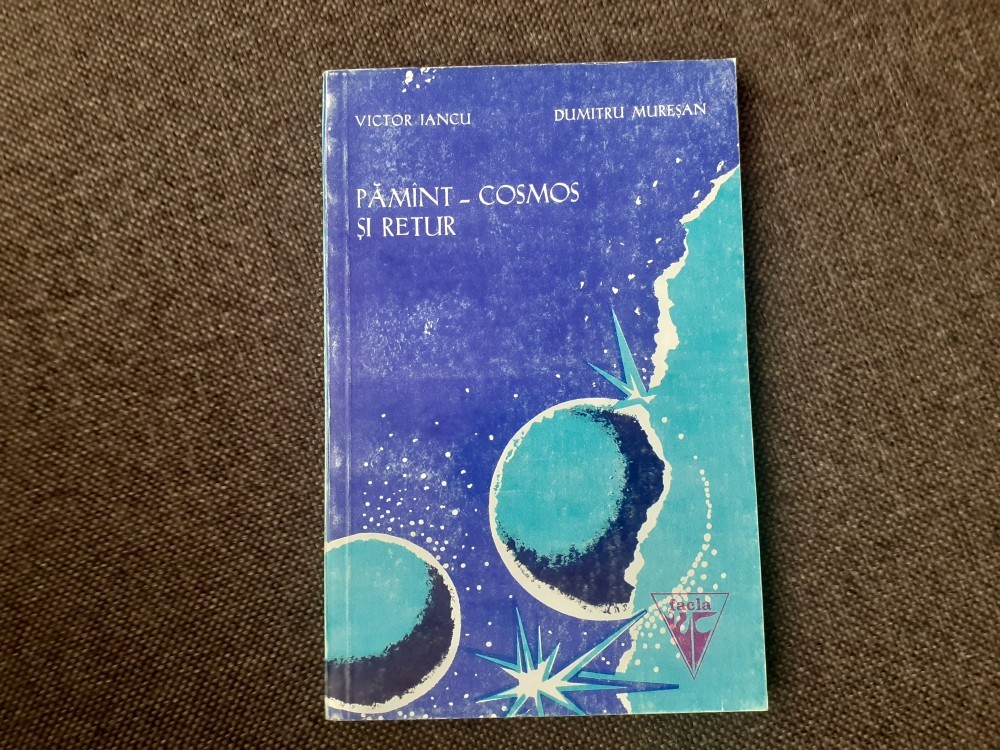 VICTOR IANCU
DUMITRU MUREȘAN
PĂMÎNT – COSMOS
ȘI RETUR
facla